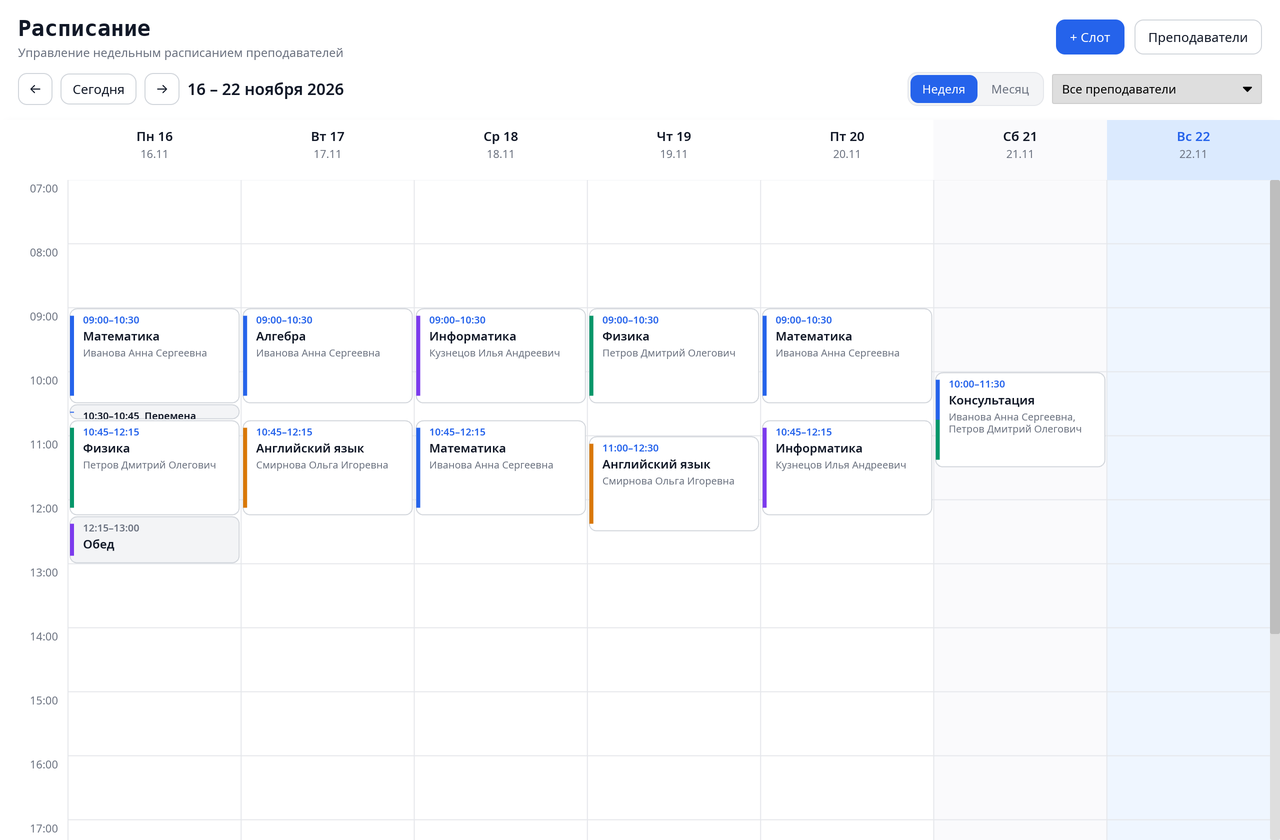 Расписание
Управление недельным расписанием преподавателей
+ Слот
Преподаватели
←
Сегодня
→
16 – 22 ноября 2026
Неделя
Месяц
Все преподаватели
Пн 16
16.11
Вт 17
17.11
Ср 18
18.11
Чт 19
19.11
Пт 20
20.11
Сб 21
21.11
Вс 22
22.11
07:00
08:00
09:00
10:00
11:00
12:00
13:00
14:00
15:00
16:00
17:00
09:00–10:30
Математика
Иванова Анна Сергеевна
10:30–10:45 Перемена
10:45–12:15
Физика
Петров Дмитрий Олегович
12:15–13:00
Обед
09:00–10:30
Алгебра
Иванова Анна Сергеевна
10:45–12:15
Английский язык
Смирнова Ольга Игоревна
09:00–10:30
Информатика
Кузнецов Илья Андреевич
10:45–12:15
Математика
Иванова Анна Сергеевна
09:00–10:30
Физика
Петров Дмитрий Олегович
11:00–12:30
Английский язык
Смирнова Ольга Игоревна
09:00–10:30
Математика
Иванова Анна Сергеевна
10:45–12:15
Информатика
Кузнецов Илья Андреевич
10:00–11:30
Консультация
Иванова Анна Сергеевна,
Петров Дмитрий Олегович